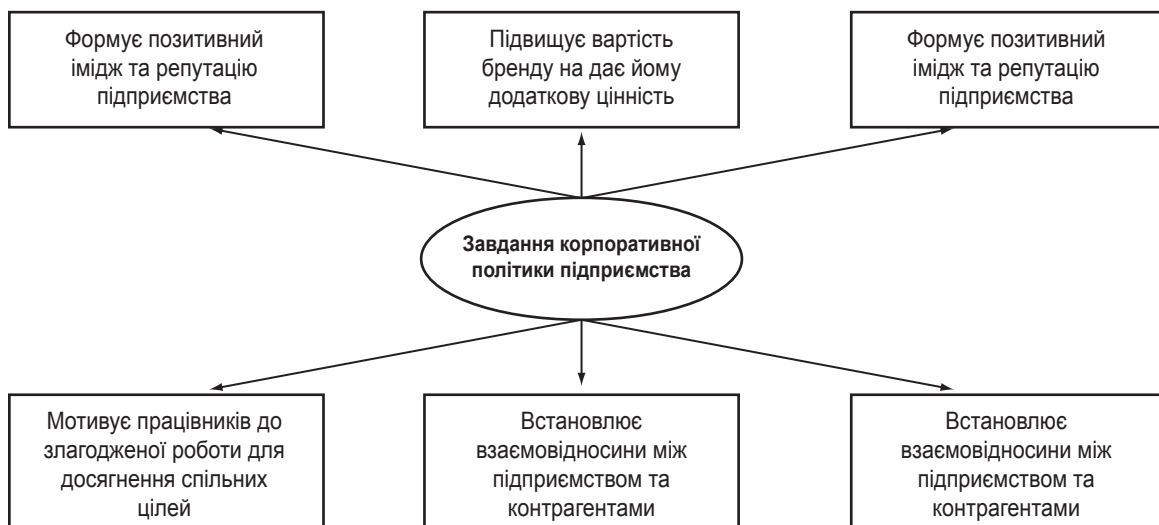 Формує позитивний
імідж та репутацію
підприємства
Підвищує вартість
бренду на дає йому
додаткову цінність
Формує позитивний
імідж та репутацію
підприємства
Завдання корпоративної
політики підприємства
Мотивує працівників до
злагодженої роботи для
досягнення спільних
цілей
Встановлює
взаємовідносини між
підприємством та
контрагентами
Встановлює
взаємовідносини між
підприємством та
контрагентами